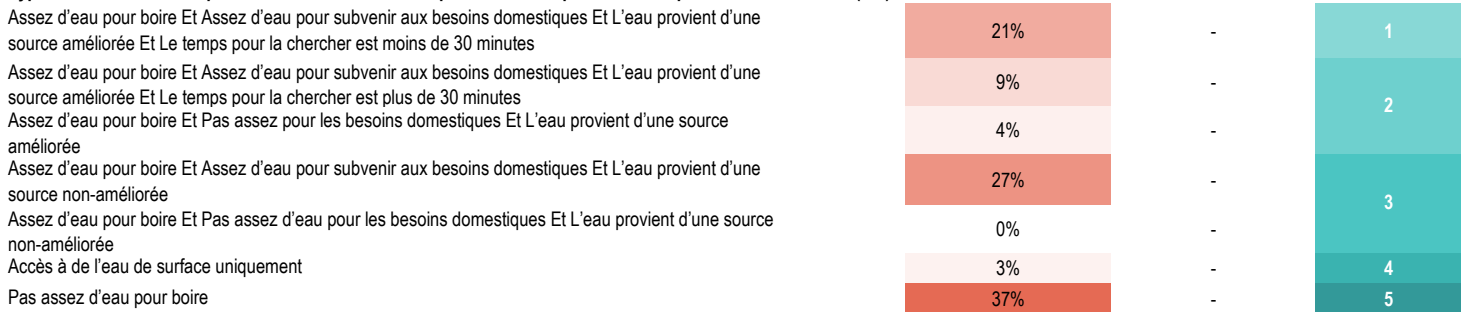 Assez d'eau pour boire Et Assez d'eau pour subvenir aux besoins domestiques Et L'eau provient d'une
source améliorée Et Le temps pour la chercher est moins de 30 minutes
21%
-
1
Assez d'eau pour boire Et Assez d'eau pour subvenir aux besoins domestiques Et L'eau provient d'une
source améliorée Et Le temps pour la chercher est plus de 30 minutes
9%
-
2
Assez d'eau pour boire Et Pas assez pour les besoins domestiques Et L'eau provient d'une source
améliorée
4%
-
Assez d'eau pour boire Et Assez d'eau pour subvenir aux besoins domestiques Et L'eau provient d'une
source non-améliorée
27%
-
3
Assez d'eau pour boire Et Pas assez d'eau pour les besoins domestiques Et L'eau provient d'une source
non-améliorée
0%
-
Accès à de l'eau de surface uniquement
3%
-
4
Pas assez d'eau pour boire
37%
-
5